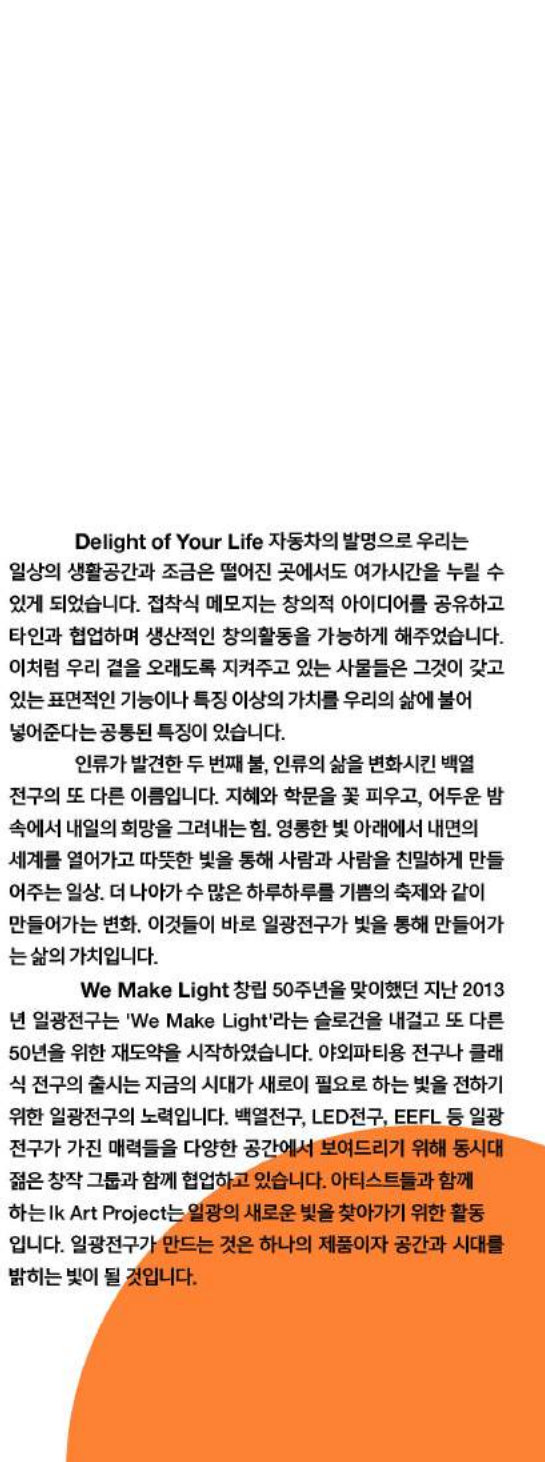 Delight of Your Life 자동차의 발명으로 우리는
일상의 생활공간과 조금은 떨어진 곳에서도 여가시간을 누릴 수
있게 되었습니다. 접착식 메모지는 창의적 아이디어를 공유하고
타인과 협업하며 생산적인 창의활동을 가능하게 해주었습니다.
이처럼 우리 곁을 오래도록 지켜주고 있는 사물들은 그것이 갖고
있는 표면적인 기능이나 특징 이상의 가치를 우리의 삶에 불어
넣어준다는 공통된 특징이 있습니다.
인류가 발견한 두 번째 불, 인류의 삶을 변화시킨 백열
전구의 또 다른 이름입니다. 지혜와 학문을 꽃 피우고, 어두운 밤
속에서 내일의 희망을 그려내는 힘. 영롱한 빛 아래에서 내면의
세계를 열어가고 따뜻한 빛을 통해 사람과 사람을 친밀하게 만들
어주는 일상. 더 나아가 수 많은 하루하루를 기쁨의 축제와 같이
만들어가는 변화. 이것들이 바로 일광전구가 빛을 통해 만들어가
는 삶의 가치입니다.
We Make Light 창립 50주년을 맞이했던 지난 2013
년 일광전구는 'We Make Light'라는 슬로건을 내걸고 또 다른
50년을 위한 재도약을 시작하였습니다. 야외파티용 전구나 클래
식 전구의 출시는 지금의 시대가 새로이 필요로 하는 빛을 전하기
위한 일광전구의 노력입니다. 백열전구, LED전구, EEFL 등 일광
전구가 가진 매력들을 다양한 공간에서 보여드리기 위해 동시대
젊은 창작 그룹과 함께 협업하고 있습니다. 아티스트들과 함께
하는 Ik Art Project는 일광의 새로운 빛을 찾아가기 위한 활동
입니다. 일광전구가 만드는 것은 하나의 제품이자 공간과 시대를
밝히는 빛이 될 것입니다.